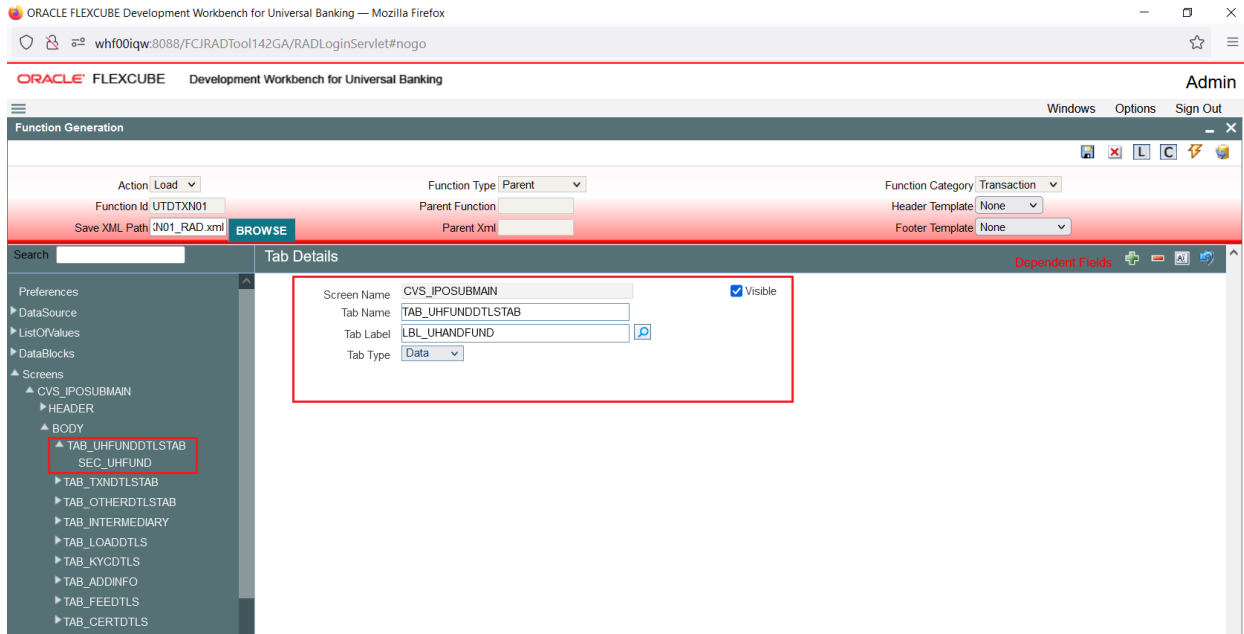 ORACLE FLEXCUBE Development Workbench for Universal Banking — Mozilla Firefox
whf00iqw:8088/FCJRADTool142GA/RADLoginServlet#nogo
ORACLE FLEXCUBE Development Workbench for Universal Banking
Admin
Windows Options Sign Out
Function Generation
L C
Action Load Function Type Parent Function Category Transaction
Function Id UTDTXN01 Parent Function Header Template None
Save XML Path N01_RAD.xml BROWSE Parent Xml Footer Template None
Search Tab Details Dependent Fields
Preferences
DataSource
ListOfValues
DataBlocks
Screens
CVS_IPOSUBMAIN
HEADER
BODY
TAB_UHFUNDDTLSTAB
SEC_UHFUND
TAB_TXNDTLSTAB
TAB_OTHERDTLSTAB
TAB_INTERMEDIARY
TAB_LOADDTLS
TAB_KYCDTLS
TAB_ADDINFO
TAB_FEEDTLS
TAB_CERTDTLS
Screen Name CVS_IPOSUBMAIN Visible
Tab Name TAB_UHFUNDDTLSTAB
Tab Label LBL_UHANDFUND
Tab Type Data